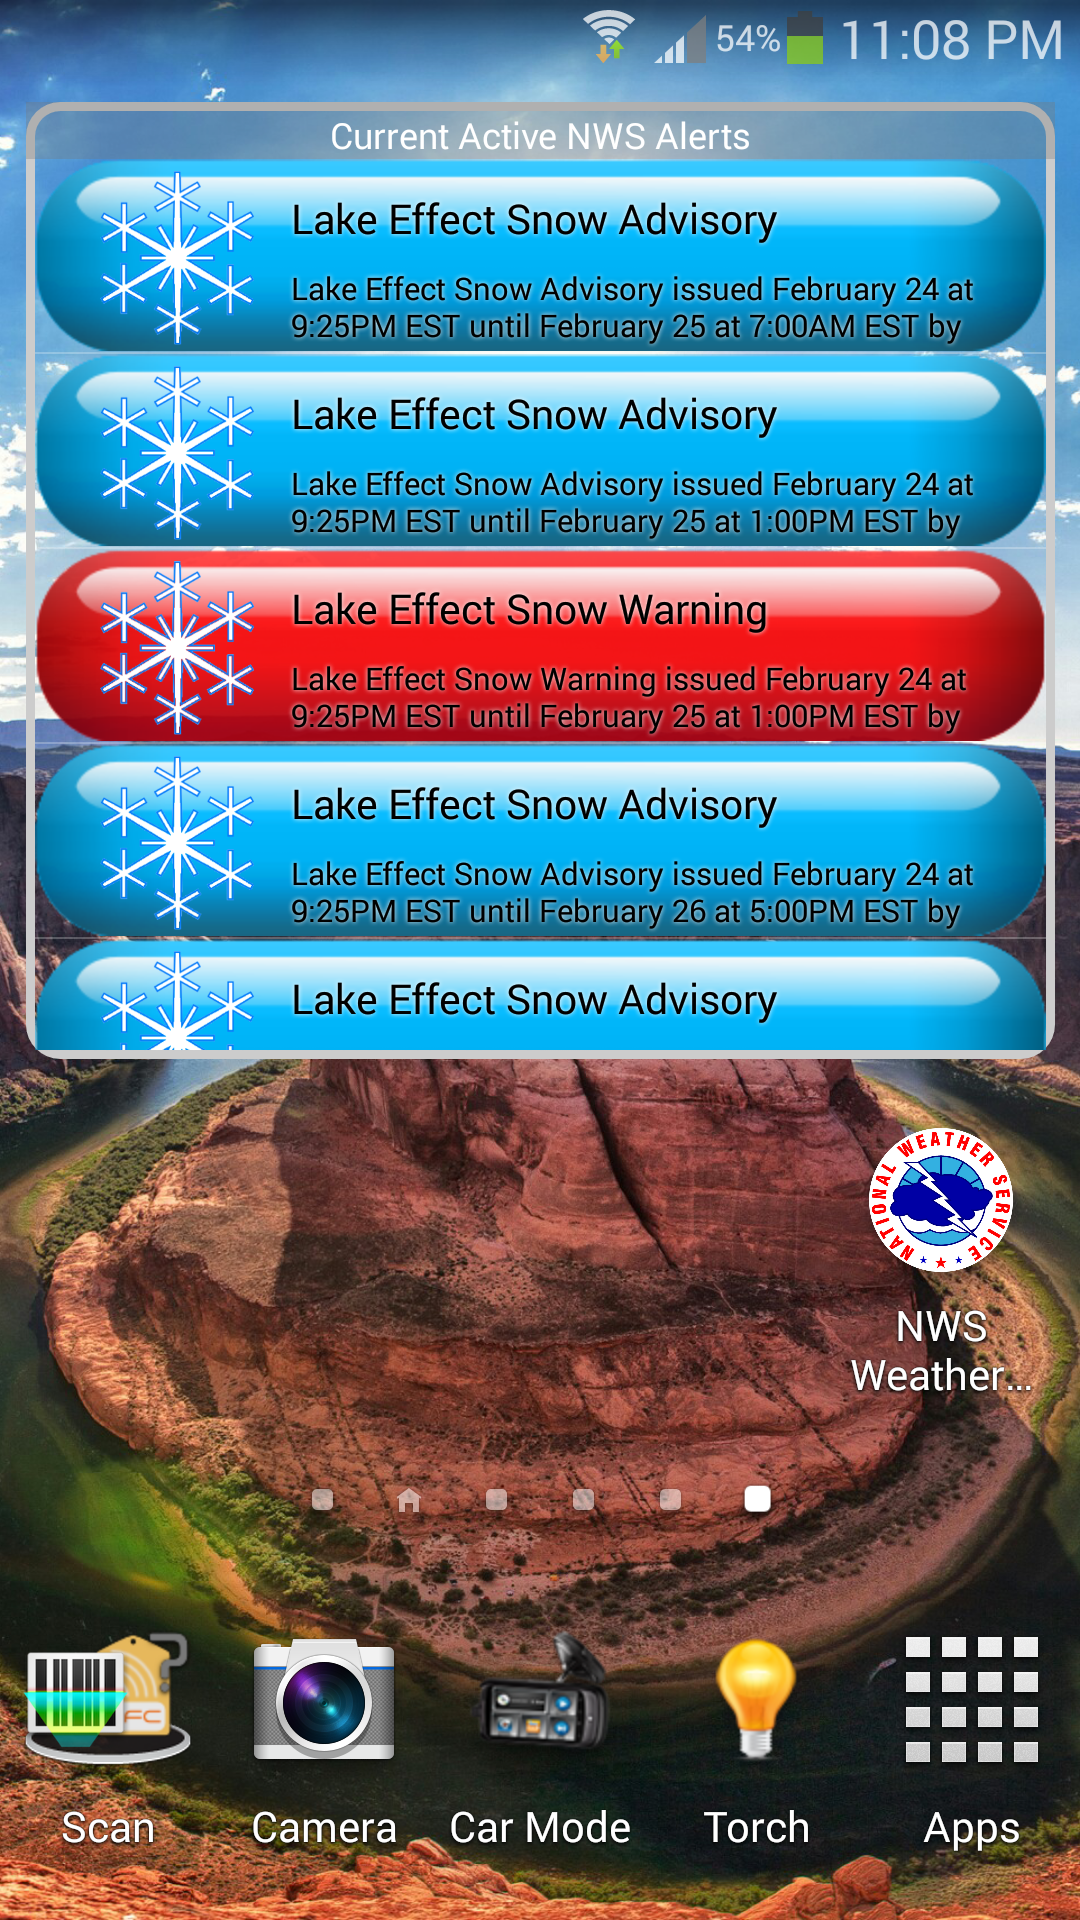 54% 11:08 PM
Current Active NWS Alerts
Lake Effect Snow Advisory
Lake Effect Snow Advisory issued February 24 at
9:25PM EST until February 25 at 7:00AM EST by
Lake Effect Snow Advisory
Lake Effect Snow Advisory issued February 24 at
9:25PM EST until February 25 at 1:00PM EST by
Lake Effect Snow Warning
Lake Effect Snow Warning issued February 24 at
9:25PM EST until February 25 at 1:00PM EST by
Lake Effect Snow Advisory
Lake Effect Snow Advisory issued February 24 at
9:25PM EST until February 26 at 5:00PM EST by
Lake Effect Snow Advisory
NATIONAL WEATHER SERVICE
NWS
Weather...
FC
Scan Camera Car Mode Torch Apps